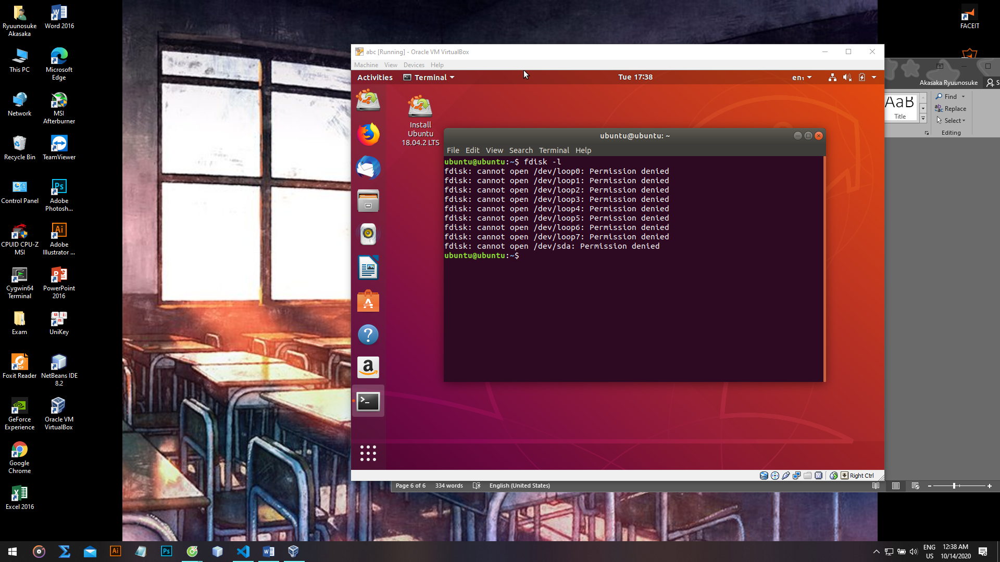 Ryuunosuke
Akasaka
Word 2016
This PC
Microsoft
Edge
Network
MSI
Afterburner
Recycle Bin
TeamViewer
Control Panel
Adobe
Photosh...
CPUID CPU-Z
MSI
Adobe
Illustrator ...
Cygwin64
Terminal
PowerPoint
2016
Exam
UniKey
Foxit Reader
NetBeans IDE
8.2
GeForce
Experience
Oracle VM
VirtualBox
Google
Chrome
Excel 2016
FACEIT
abc [Running] - Oracle VM VirtualBox
Machine View Devices Help
Activities Terminal Tue 17:38 en₁
Install
Ubuntu
18.04.2 LTS
ubuntu@ubuntu: ~
File Edit View Search Terminal Help
ubuntu@ubuntu:~$ fdisk -l
fdisk: cannot open /dev/loop0: Permission denied
fdisk: cannot open /dev/loop1: Permission denied
fdisk: cannot open /dev/loop2: Permission denied
fdisk: cannot open /dev/loop3: Permission denied
fdisk: cannot open /dev/loop4: Permission denied
fdisk: cannot open /dev/loop5: Permission denied
fdisk: cannot open /dev/loop6: Permission denied
fdisk: cannot open /dev/loop7: Permission denied
fdisk: cannot open /dev/sda: Permission denied
ubuntu@ubuntu:~$
Right Ctrl
Akasaka Ryuunosuke S
AaB
Title
Find
Replace
Select
Editing
Page 6 of 6 334 words English (United States)
ENG
US
12:38 AM
10/14/2020